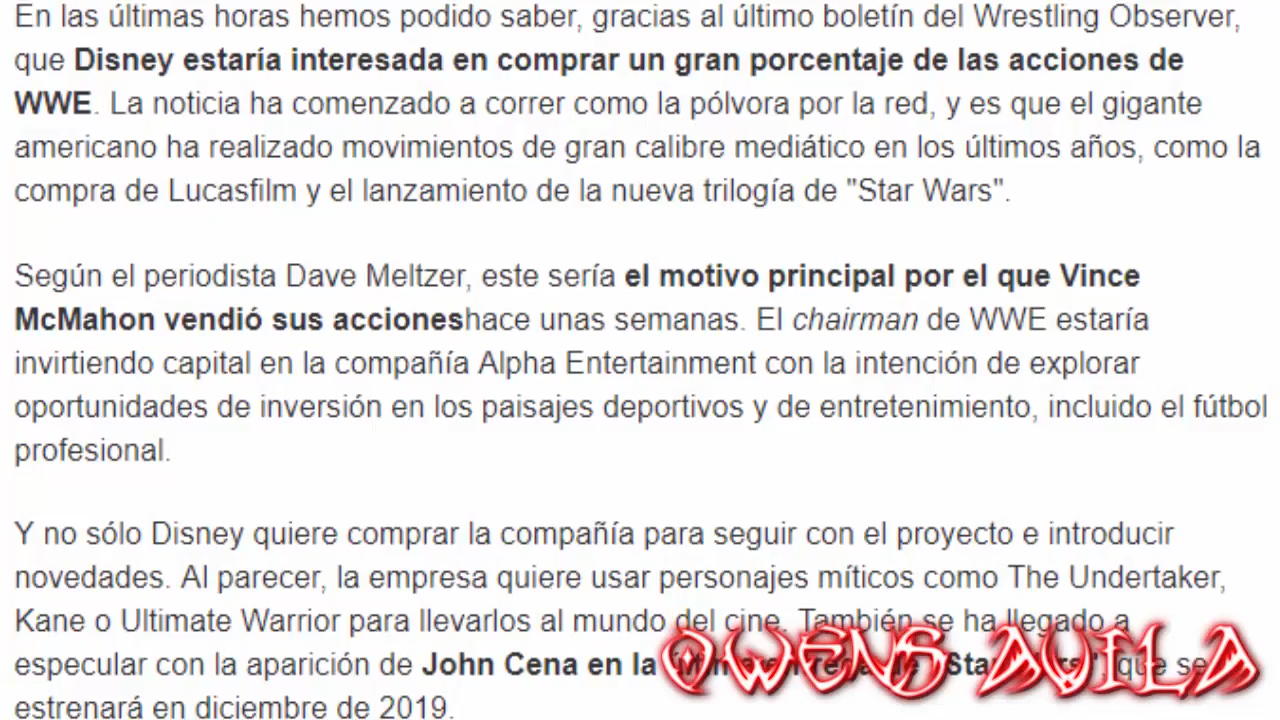 En las últimas horas hemos podido saber, gracias al último boletín del Wrestling Observer,
que Disney estaría interesada en comprar un gran porcentaje de las acciones de
WWE. La noticia ha comenzado a correr como la pólvora por la red, y es que el gigante
americano ha realizado movimientos de gran calibre mediático en los últimos años, como la
compra de Lucasfilm y el lanzamiento de la nueva trilogía de "Star Wars".
Según el periodista Dave Meltzer, este sería el motivo principal por el que Vince
McMahon vendió sus accioneshace unas semanas. El chairman de WWE estaría
invirtiendo capital en la compañía Alpha Entertainment con la intención de explorar
oportunidades de inversión en los paisajes deportivos y de entretenimiento, incluido el fútbol
profesional.
Y no sólo Disney quiere comprar la compañía para seguir con el proyecto e introducir
novedades. Al parecer, la empresa quiere usar personajes míticos como The Undertaker,
Kane o Ultimate Warrior para llevarlos al mundo del cine. También se ha llegado a
especular con la aparición de John Cena en la que se
estrenará en diciembre de 2019.
OWENS AVILA